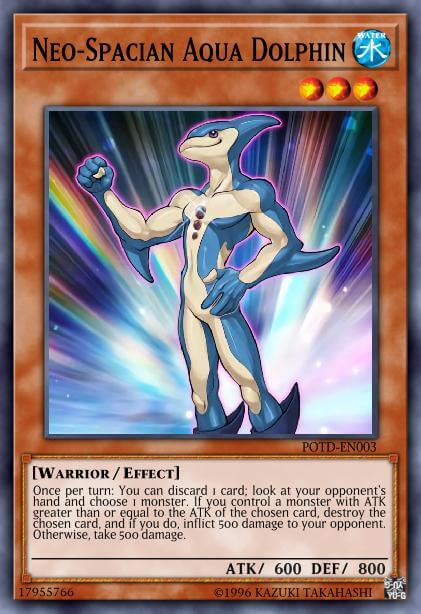 NEO-SPACIAN AQUA DOLPHIN
WATER
水
POTD-EN003
[WARRIOR / EFFECT]
Once per turn: You can discard 1 card; look at your opponent's
hand and choose 1 monster. If you control a monster with ATK
greater than or equal to the ATK of the chosen card, destroy the
chosen card, and if you do, inflict 500 damage to your opponent.
Otherwise, take 500 damage.
ATK/ 600 DEF/ 800
17955766
©1996 KAZUKI TAKAHASHI